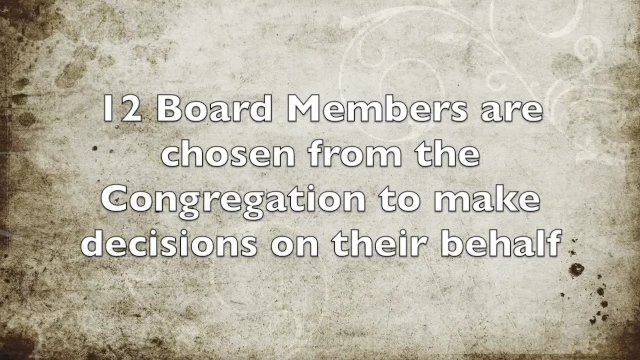 12 Board Members are
chosen from the
Congregation to make
decisions on their behalf